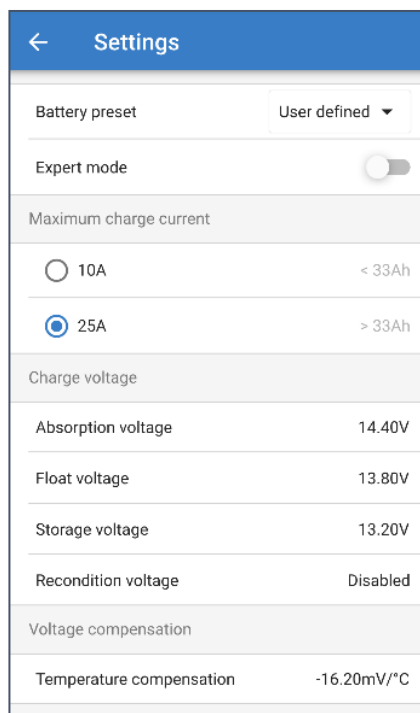 Settings
Battery preset User defined
Expert mode
Maximum charge current
10A < 33Ah
25A > 33Ah
Charge voltage
Absorption voltage 14.40V
Float voltage 13.80V
Storage voltage 13.20V
Recondition voltage Disabled
Voltage compensation
Temperature compensation -16.20mV/°C